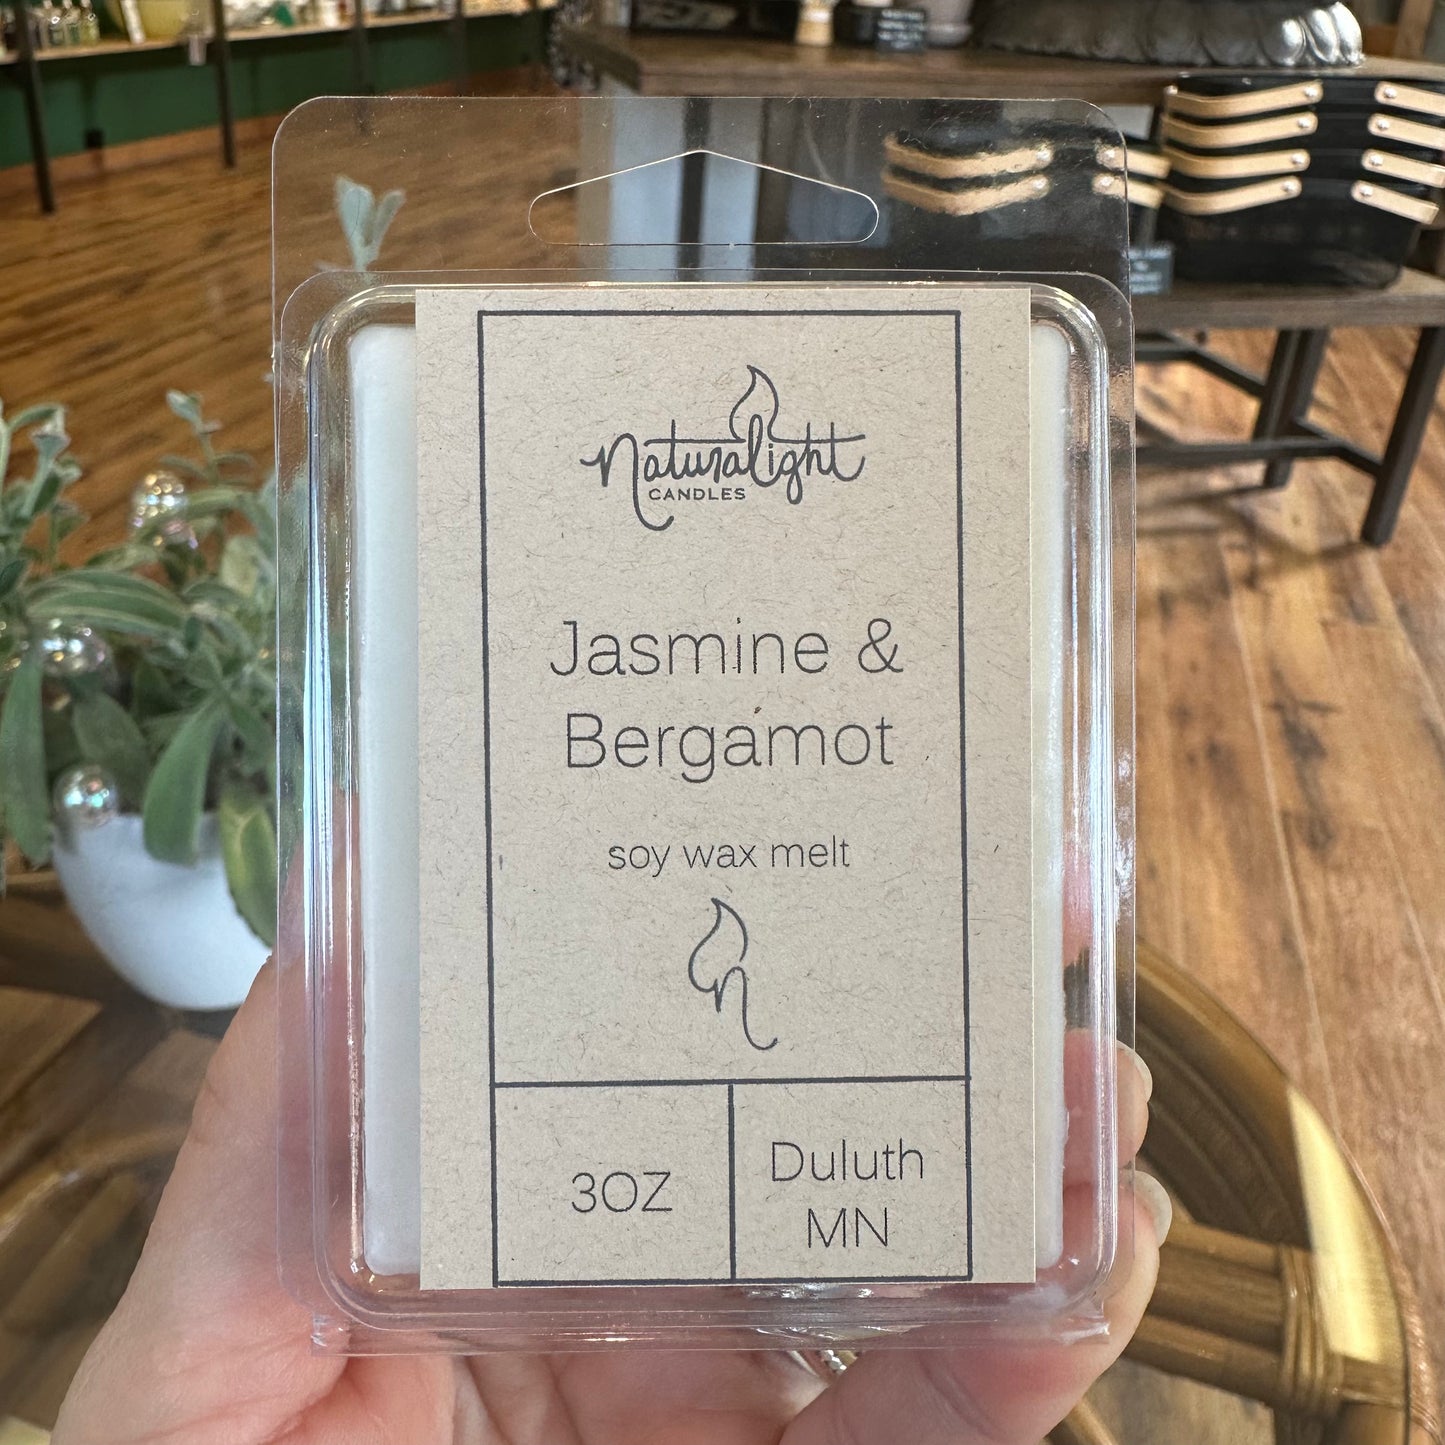 Naturalight
CANDLES
Jasmine &
Bergamot
soy wax melt
n
3OZ
Duluth
MN